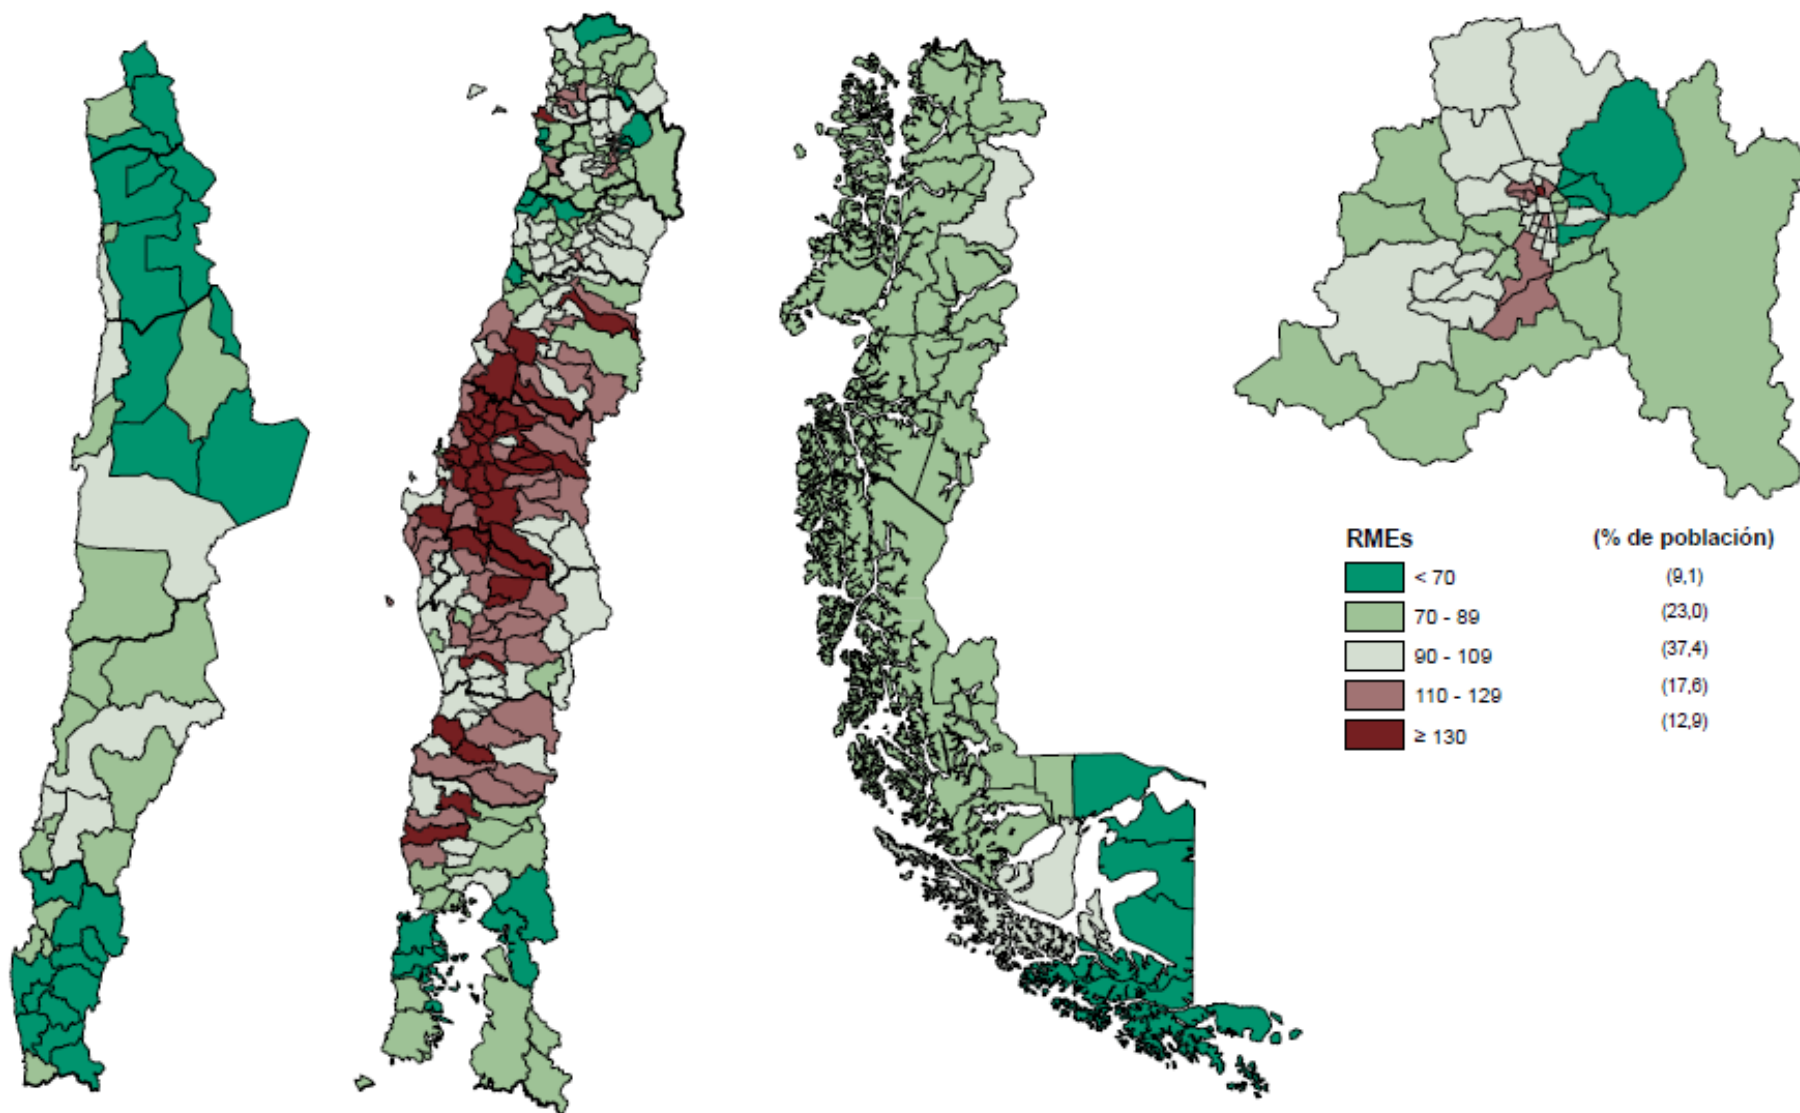 RMEs (% de población)
< 70 (9,1)
70 - 89 (23,0)
90 - 109 (37,4)
110 - 129 (17,6)
≥ 130 (12,9)